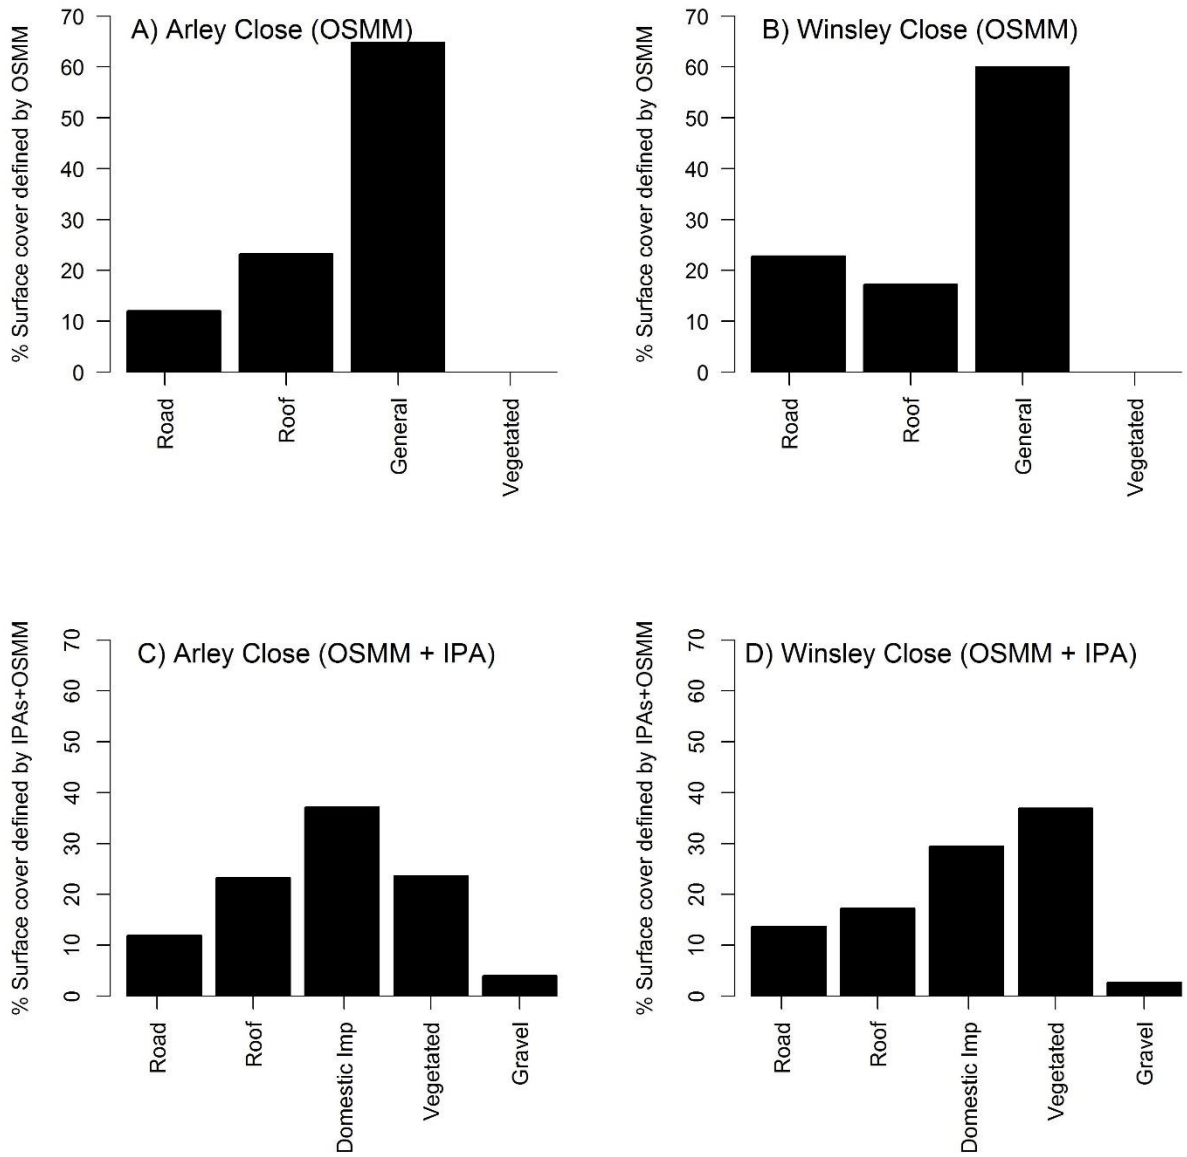 A) Arley Close (OSMM)
% Surface cover defined by OSMM
70
60
50
40
30
20
10
0
Road
Roof
General
Vegetated
B) Winsley Close (OSMM)
% Surface cover defined by OSMM
70
60
50
40
30
20
10
0
Road
Roof
General
Vegetated
C) Arley Close (OSMM + IPA)
% Surface cover defined by IPAs+OSMM
70
60
50
40
30
20
10
0
Road
Roof
Domestic Imp
Vegetated
Gravel
D) Winsley Close (OSMM + IPA)
% Surface cover defined by IPAs+OSMM
70
60
50
40
30
20
10
0
Road
Roof
Domestic Imp
Vegetated
Gravel